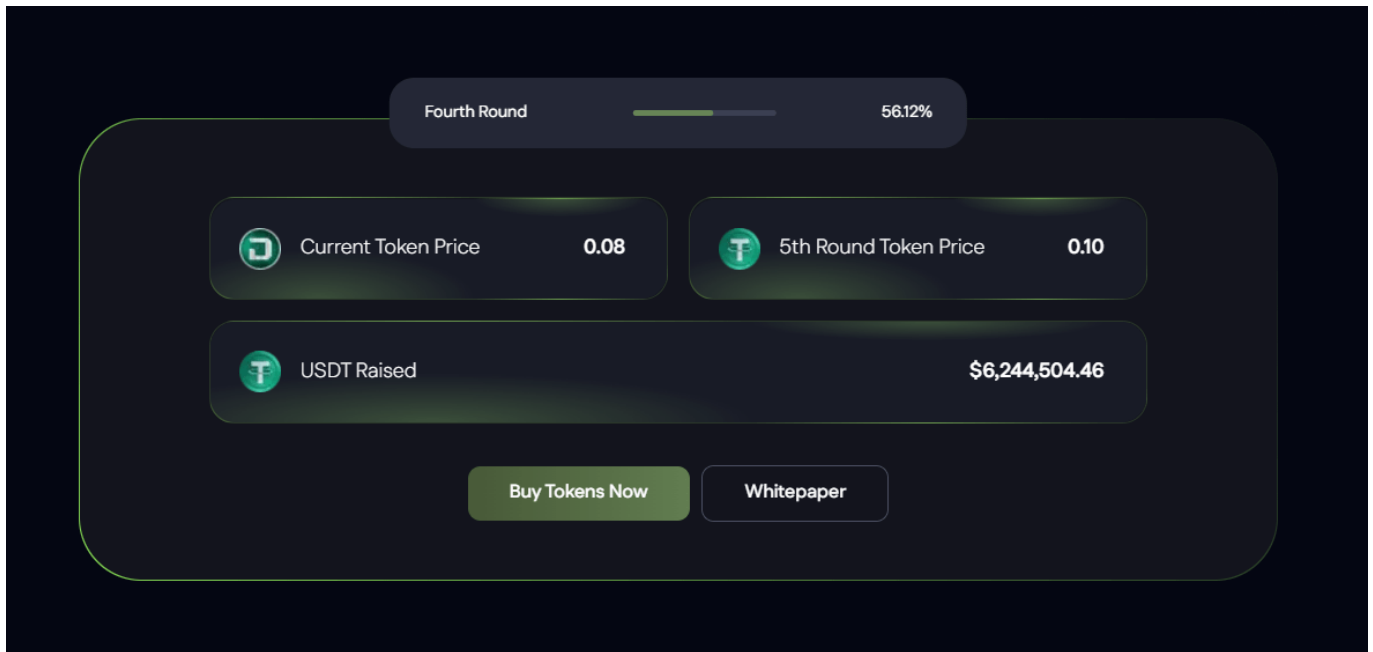 Fourth Round 56.12%
Current Token Price 0.08
5th Round Token Price 0.10
USDT Raised $6,244,504.46
Buy Tokens Now
Whitepaper